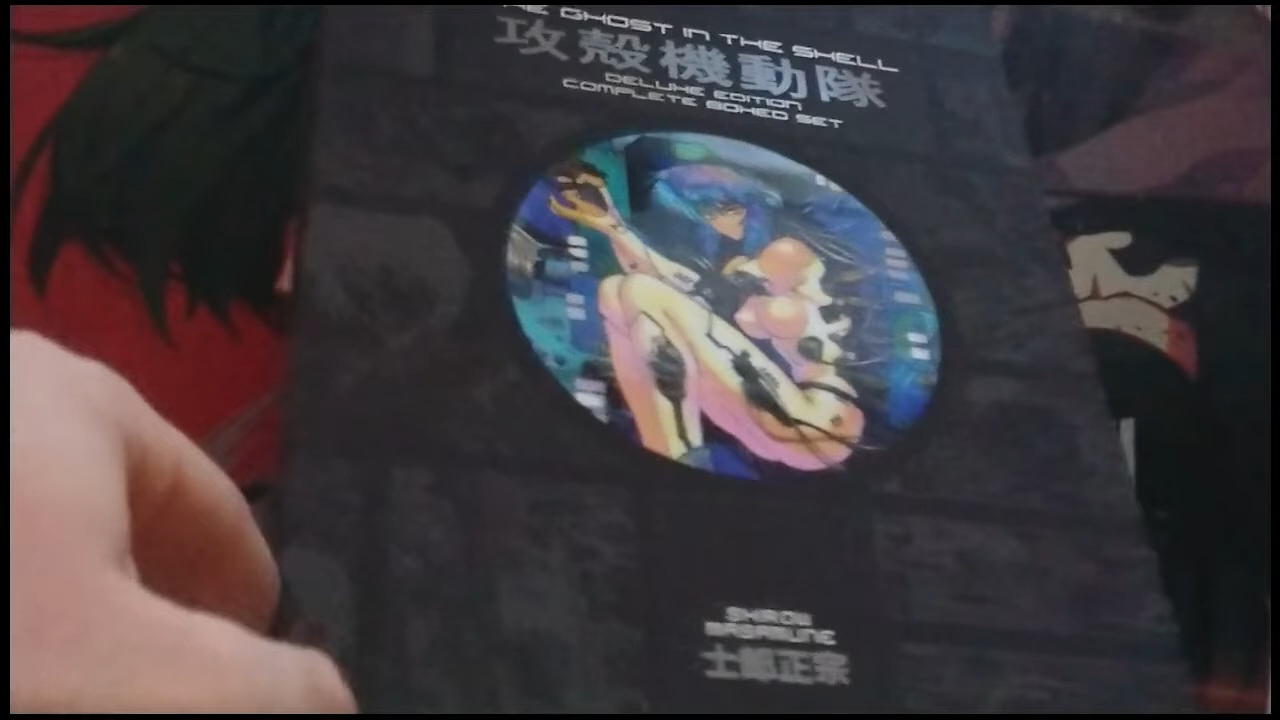 THE GHOST IN THE SHELL
攻殻機動隊
DELUXE EDITION
COMPLETE BOXED SET
SHIROW
MASAMUNE
士郎正宗